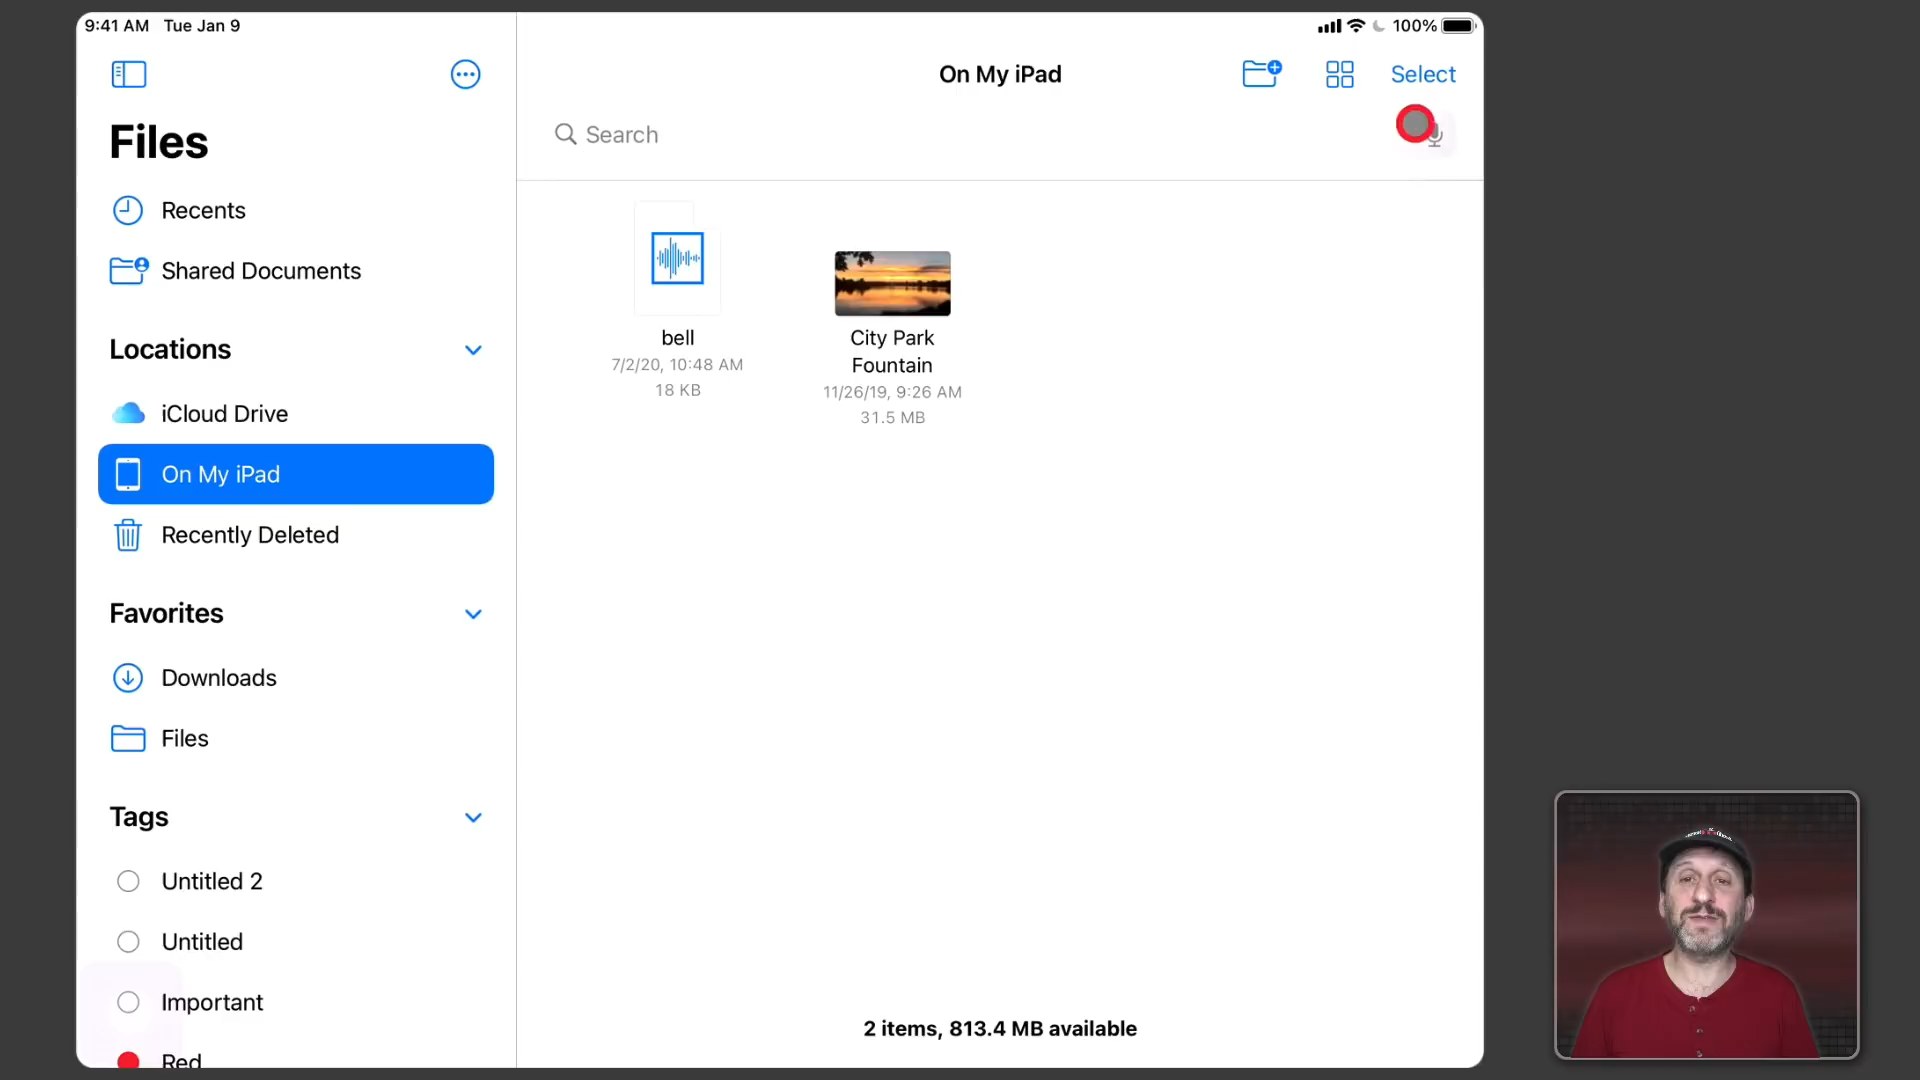 9:41 AM Tue Jan 9
100%
Files
Recents
Shared Documents
Locations
iCloud Drive
On My iPad
Recently Deleted
Favorites
Downloads
Files
Tags
Untitled 2
Untitled
Important
Red
On My iPad
Select
Search
bell
7/2/20, 10:48 AM
18 KB
City Park
Fountain
11/26/19, 9:26 AM
31.5 MB
2 items, 813.4 MB available